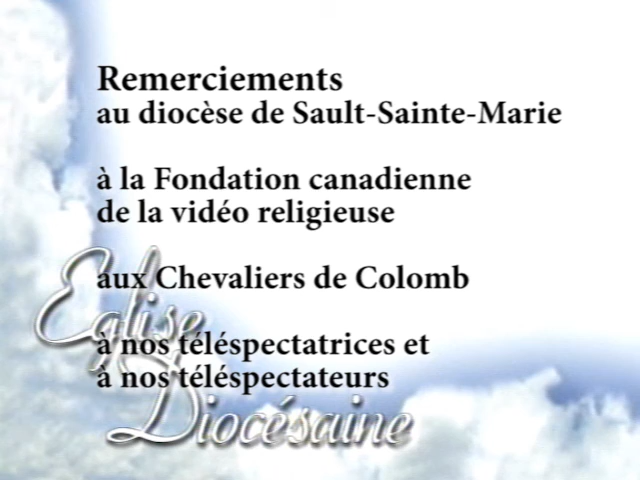 Remerciements
au diocèse de Sault-Sainte-Marie
à la Fondation canadienne
de la vidéo religieuse
aux Chevaliers de Colomb
à nos téléspectatrices et
à nos téléspectateurs
Eglise
Diocésaine